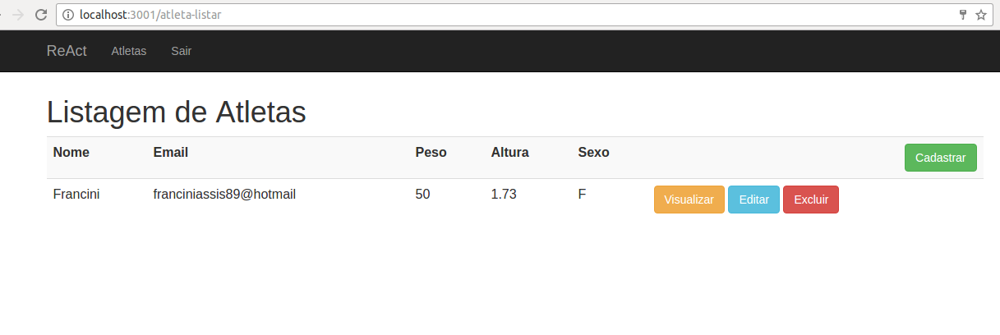 localhost:3001/atleta-listar
ReAct Atletas Sair
Listagem de Atletas
Nome Email Peso Altura Sexo Cadastrar
Francini franciniassis89@hotmail 50 1.73 F Visualizar Editar Excluir